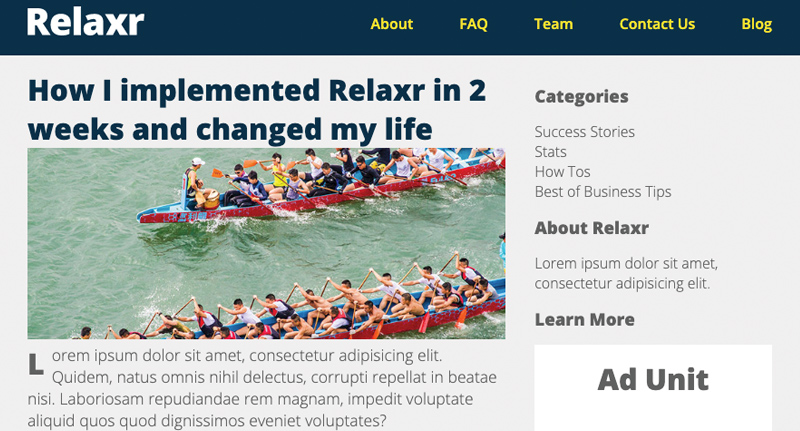 Relaxr
About FAQ Team Contact Us Blog
How I implemented Relaxr in 2
weeks and changed my life
Lorem ipsum dolor sit amet, consectetur adipisicing elit.
Quidem, natus omnis nihil delectus, corrupti repellat in beatae
nisi. Laboriosam repudiandae rem magnam, impedit voluptate
aliquid quos quod dignissimos eveniet voluptates?
Categories
Success Stories
Stats
How Tos
Best of Business Tips
About Relaxr
Lorem ipsum dolor sit amet,
consectetur adipisicing elit.
Learn More
Ad Unit